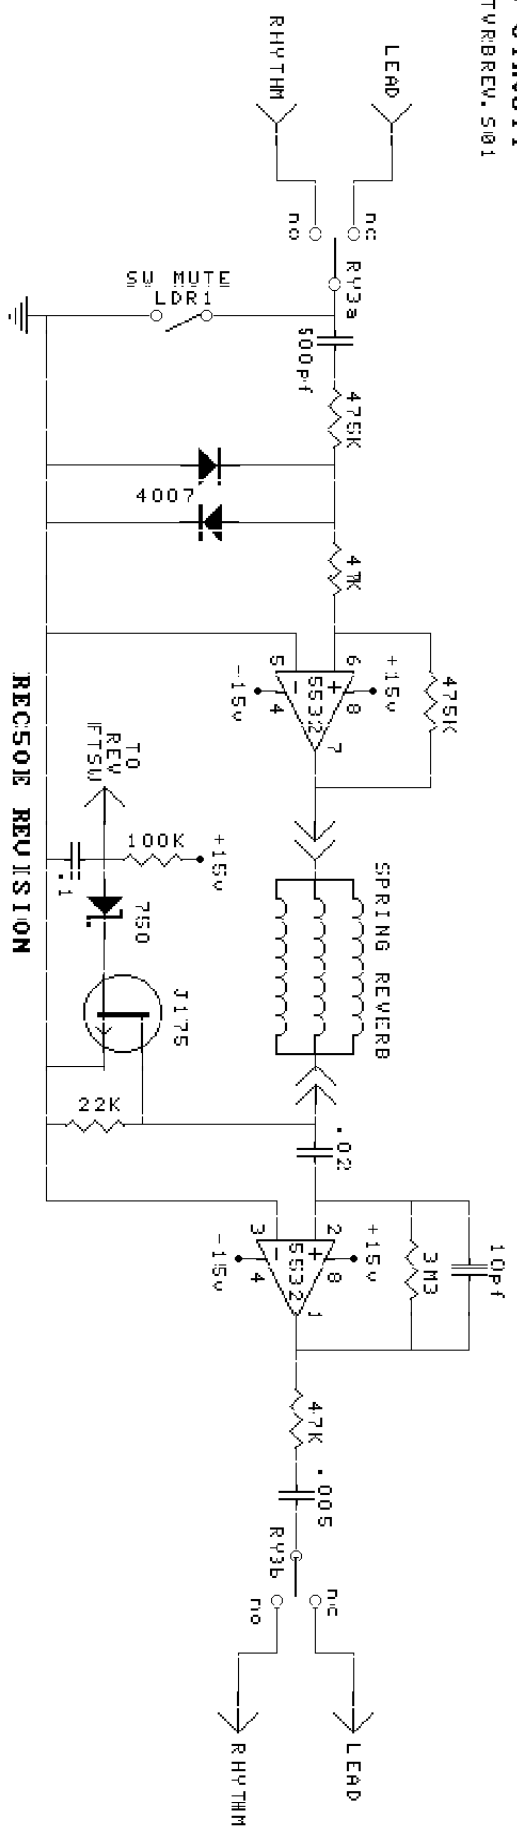 TVRBREV.S01
LEAD
RHYTHM
nc
no
RY3a
SW MUTE
LDR1
500pf
475K
4007
47K
475K
+15v
6
5
5532
+
-
8
4
7
-15v
SPRING REVERB
TO
REV
FTSW
100K
+15v
.1
750
J175
22K
.02
10pf
3M3
+15v
2
3
5532
+
-
8
4
1
-15v
47K
.005
RY3b
nc
no
LEAD
RHYTHM
REC50E REVISION